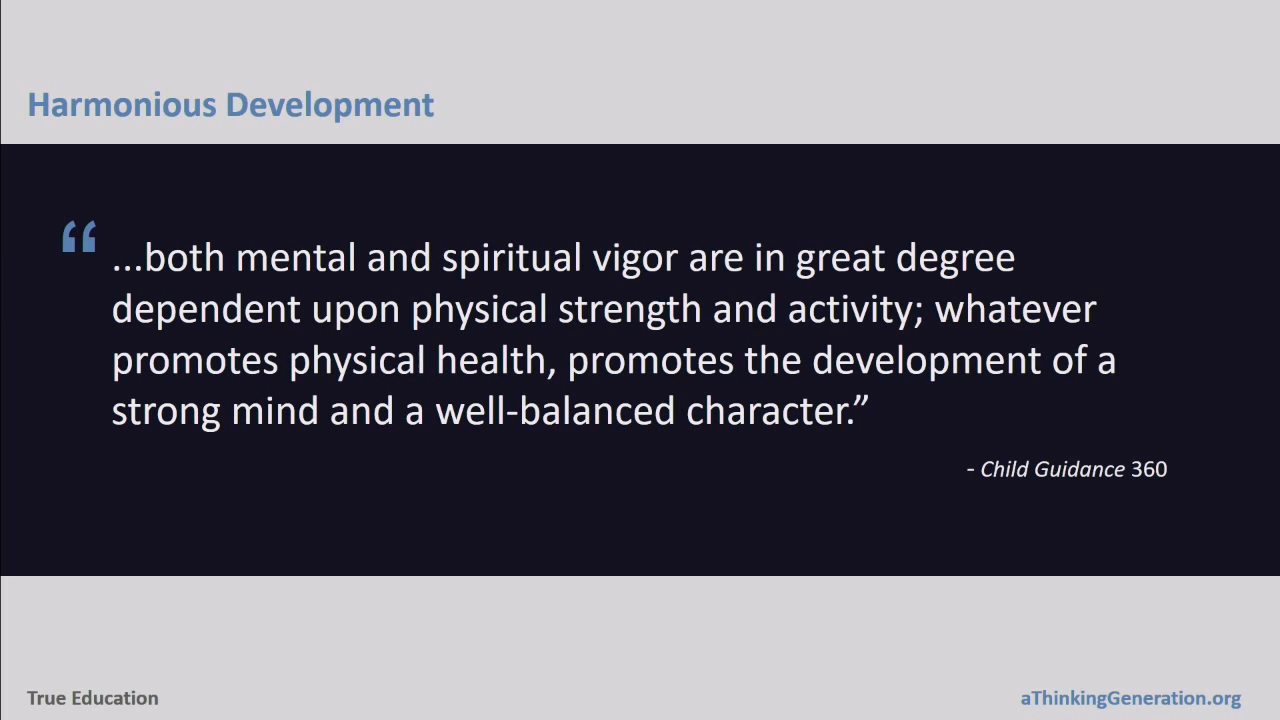 Harmonious Development
“ ...both mental and spiritual vigor are in great degree
dependent upon physical strength and activity; whatever
promotes physical health, promotes the development of a
strong mind and a well-balanced character.”
- Child Guidance 360
True Education
aThinkingGeneration.org